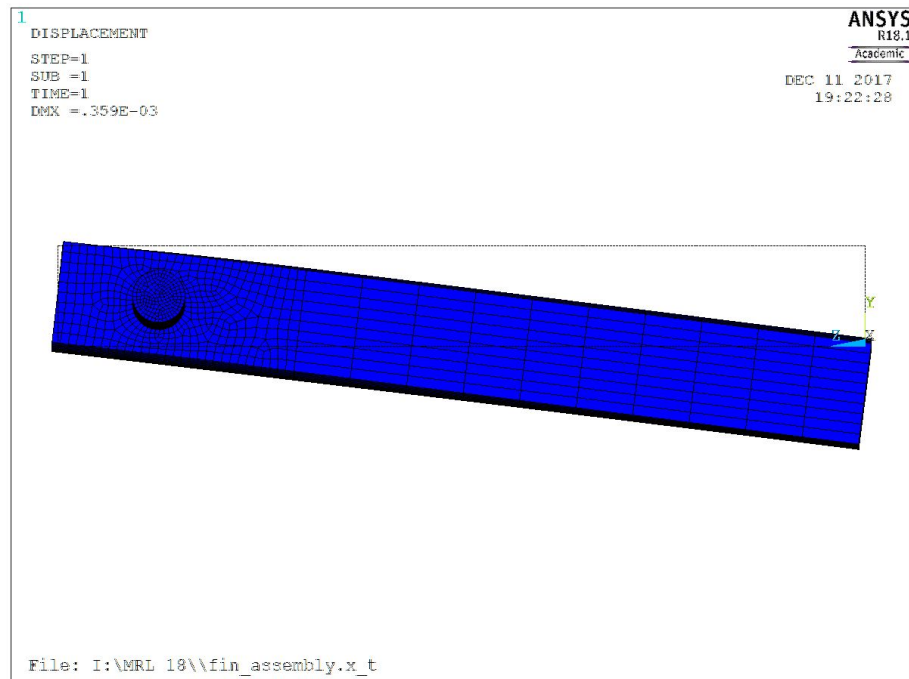 1
DISPLACEMENT
STEP=1
SUB =1
TIME=1
DMX =.359E-03
ANSYS
R18.1
Academic
DEC 11 2017
19:22:28
Y
Z
X
File: I:\MRL 18\\fin_assembly.x_t